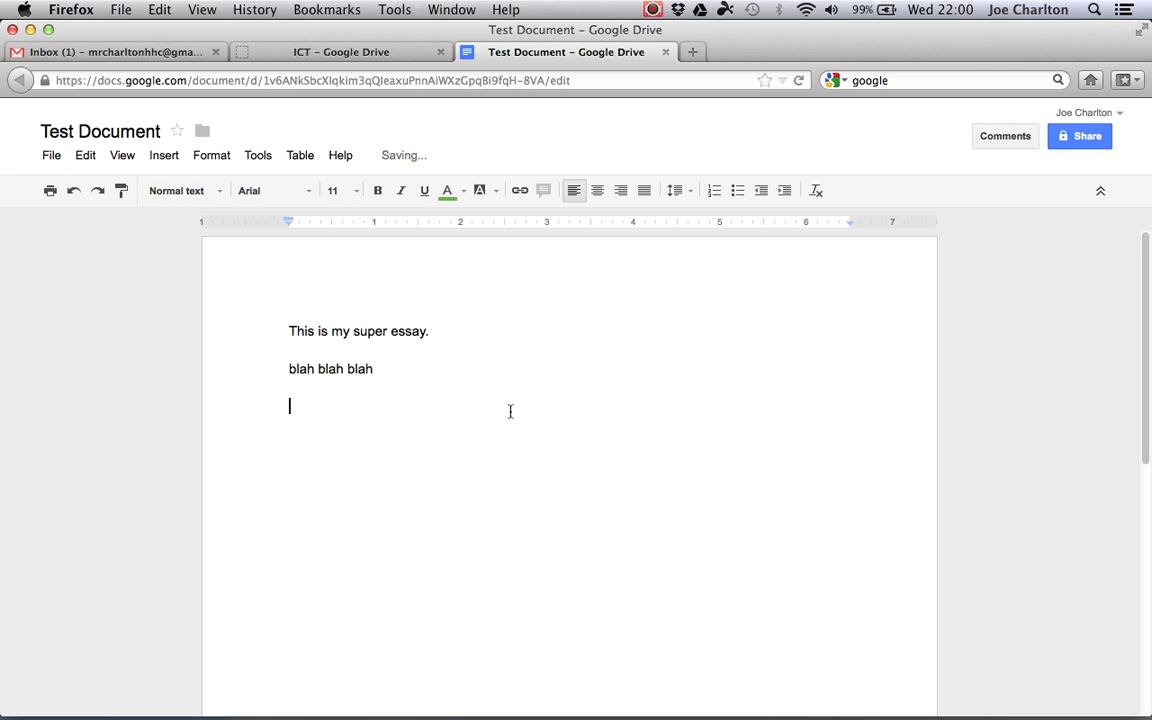 Firefox File Edit View History Bookmarks Tools Window Help 99% Wed 22:00 Joe Charlton
Test Document – Google Drive
Inbox (1) – mrcharltonhhc@gma... ICT – Google Drive Test Document – Google Drive
https://docs.google.com/document/d/1v6ANkSbcXlqkim3qQIeaxuPnnAiWXzGpqBi9fqH-8VA/edit google
Joe Charlton
Test Document
Comments Share
File Edit View Insert Format Tools Table Help Saving...
Normal text Arial 11 B I U A A
1 1 2 3 4 5 6 7
This is my super essay.
blah blah blah